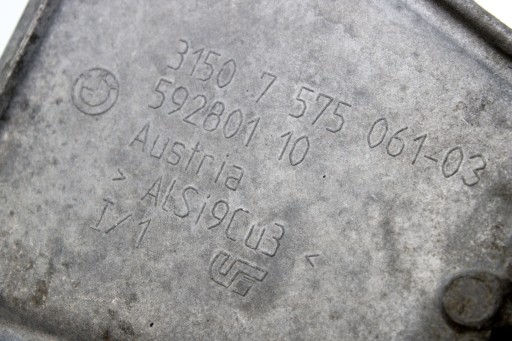 3150 7 575 061-03
592801 10
Austria
> ALSi9Cu3 <
I/1